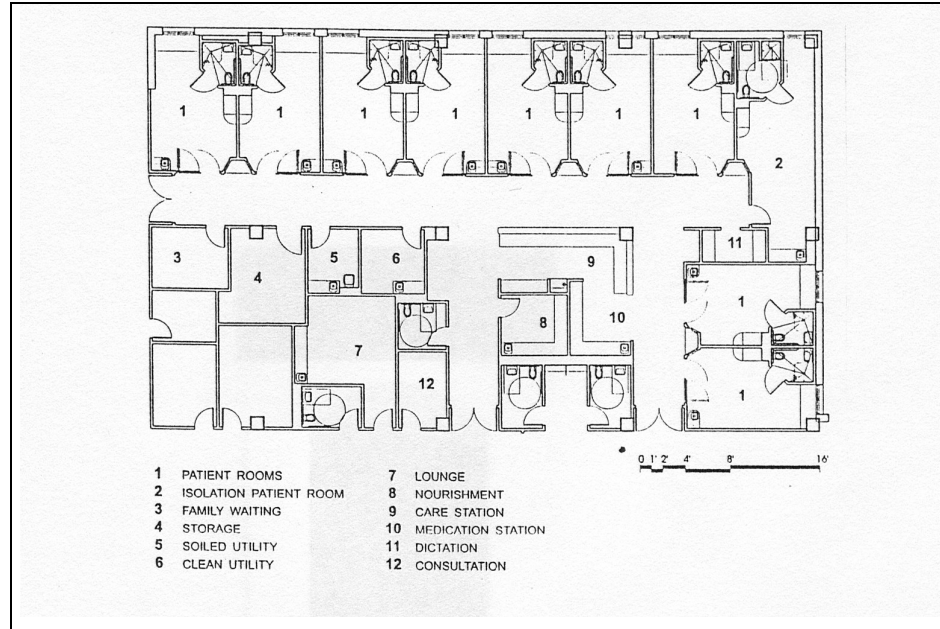 1 1 1 1 1 1 1 2
3 4 5 6 9 11
7 8 10 1
12 1
0 1' 2' 4' 8' 16'
1 PATIENT ROOMS
2 ISOLATION PATIENT ROOM
3 FAMILY WAITING
4 STORAGE
5 SOILED UTILITY
6 CLEAN UTILITY
7 LOUNGE
8 NOURISHMENT
9 CARE STATION
10 MEDICATION STATION
11 DICTATION
12 CONSULTATION